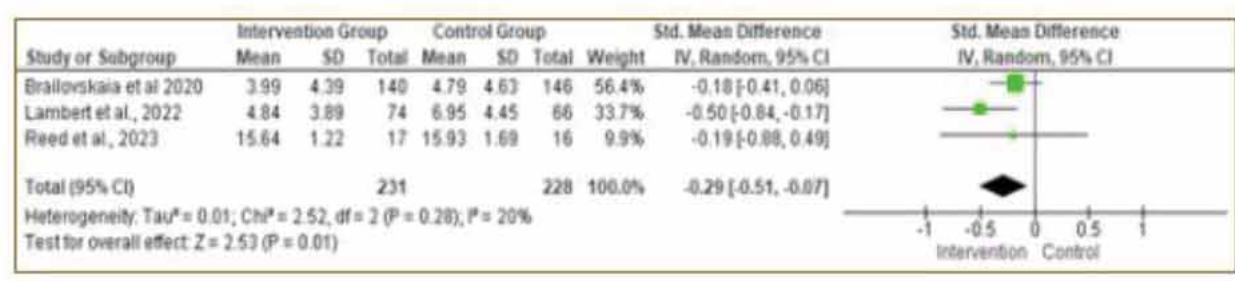 Intervention Group Control Group Std. Mean Difference Std. Mean Difference
Study or Subgroup Mean SD Total Mean SD Total Weight IV, Random, 95% CI IV, Random, 95% CI
Brailovskaia et al 2020 3.99 4.39 140 4.79 4.63 146 56.4% -0.18 [-0.41, 0.06]
Lambert et al., 2022 4.84 3.89 74 6.95 4.45 66 33.7% -0.50 [-0.84, -0.17]
Reed et al., 2023 15.64 1.22 17 15.93 1.69 16 9.9% -0.19 [-0.88, 0.49]
Total (95% CI) 231 228 100.0% -0.29 [-0.51, -0.07]
Heterogeneity: Tau² = 0.01; Chi² = 2.52, df = 2 (P = 0.28); I² = 20%
Test for overall effect: Z = 2.53 (P = 0.01)
-1 -0.5 0 0.5 1
Intervention Control